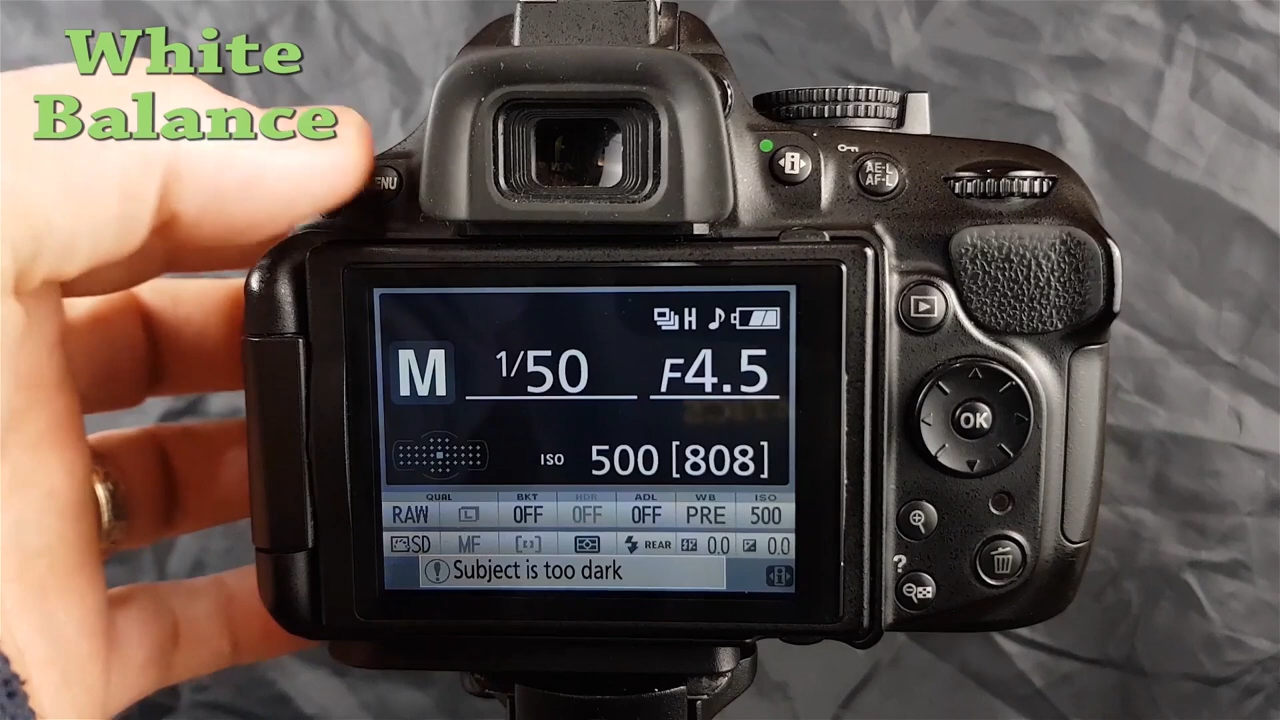 White
Balance
ENU
i
AE-L
AF-L
H
M 1/50 F4.5
ISO 500 [808]
QUAL BKT HDR ADL WB ISO
RAW L OFF OFF OFF PRE 500
SD MF REAR 0.0 0.0
Subject is too dark
i
OK
?